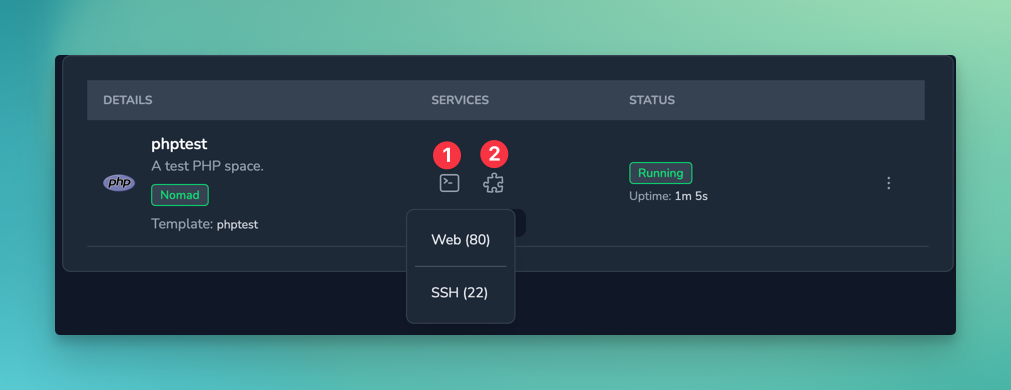 DETAILS SERVICES STATUS
phptest
A test PHP space.
php
Nomad
Template: phptest
1 2
Running
Uptime: 1m 5s
Web (80)
SSH (22)